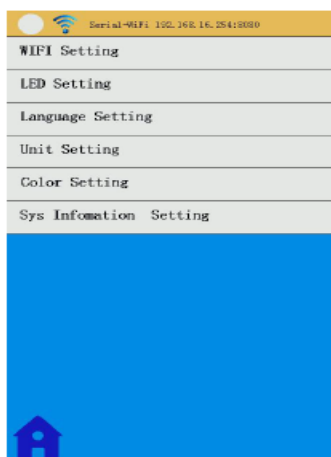 Serial-WiFi 192.168.16.254:8080
WIFI Setting
LED Setting
Language Setting
Unit Setting
Color Setting
Sys Infomation Setting